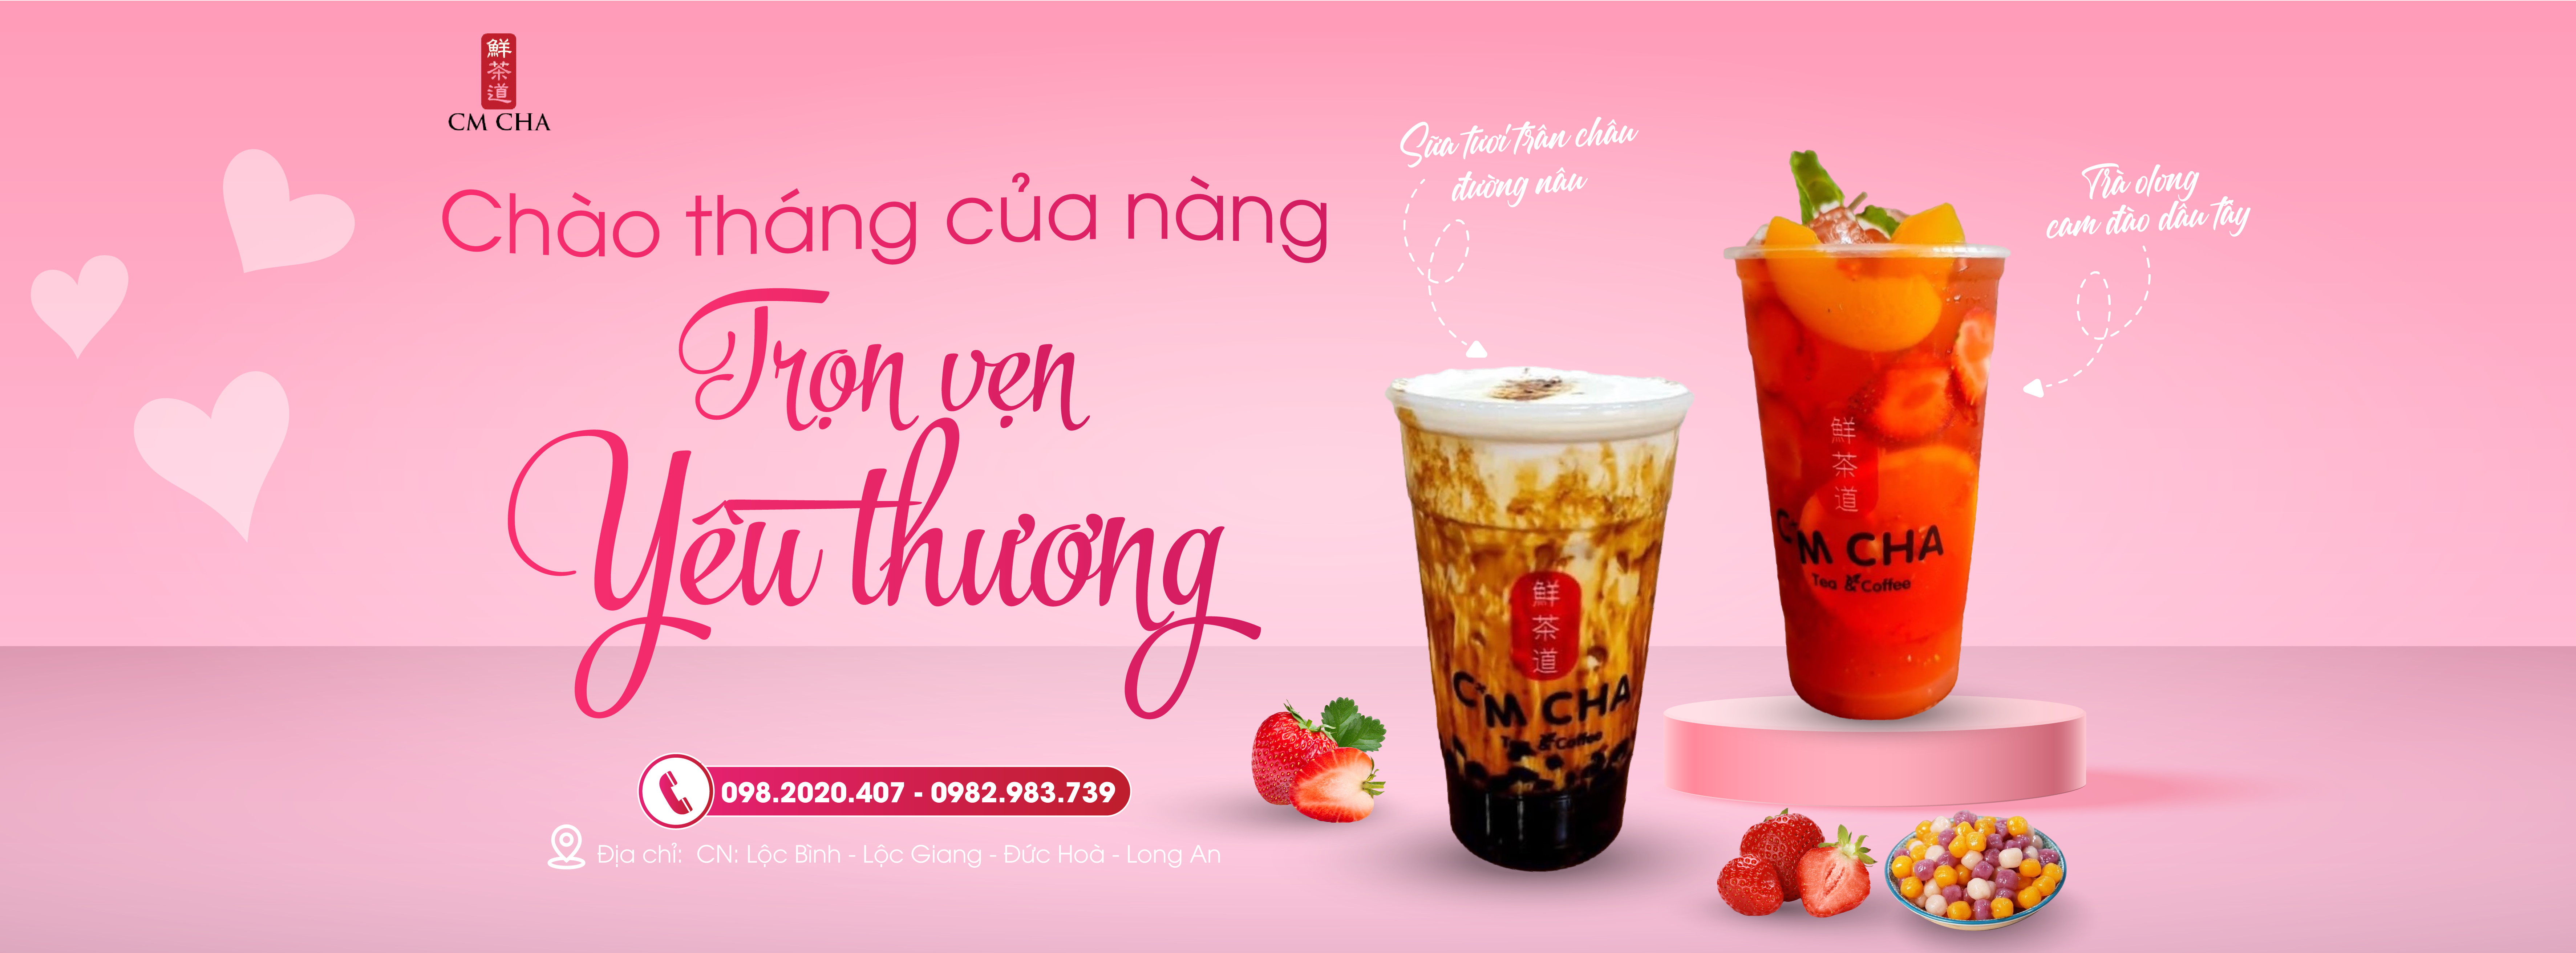 鮮
茶
道
CM CHA
Chào tháng của nàng
Trọn vẹn
Yêu thương
098.2020.407 - 0982.983.739
Địa chỉ: CN: Lộc Bình - Lộc Giang - Đức Hoà - Long An
Sữa tươi trân châu
đường nâu
鮮
茶
道
CM CHA
Tea & Coffee
Trà olong
cam đào dâu tây
鮮
茶
道
CM CHA
Tea & Coffee